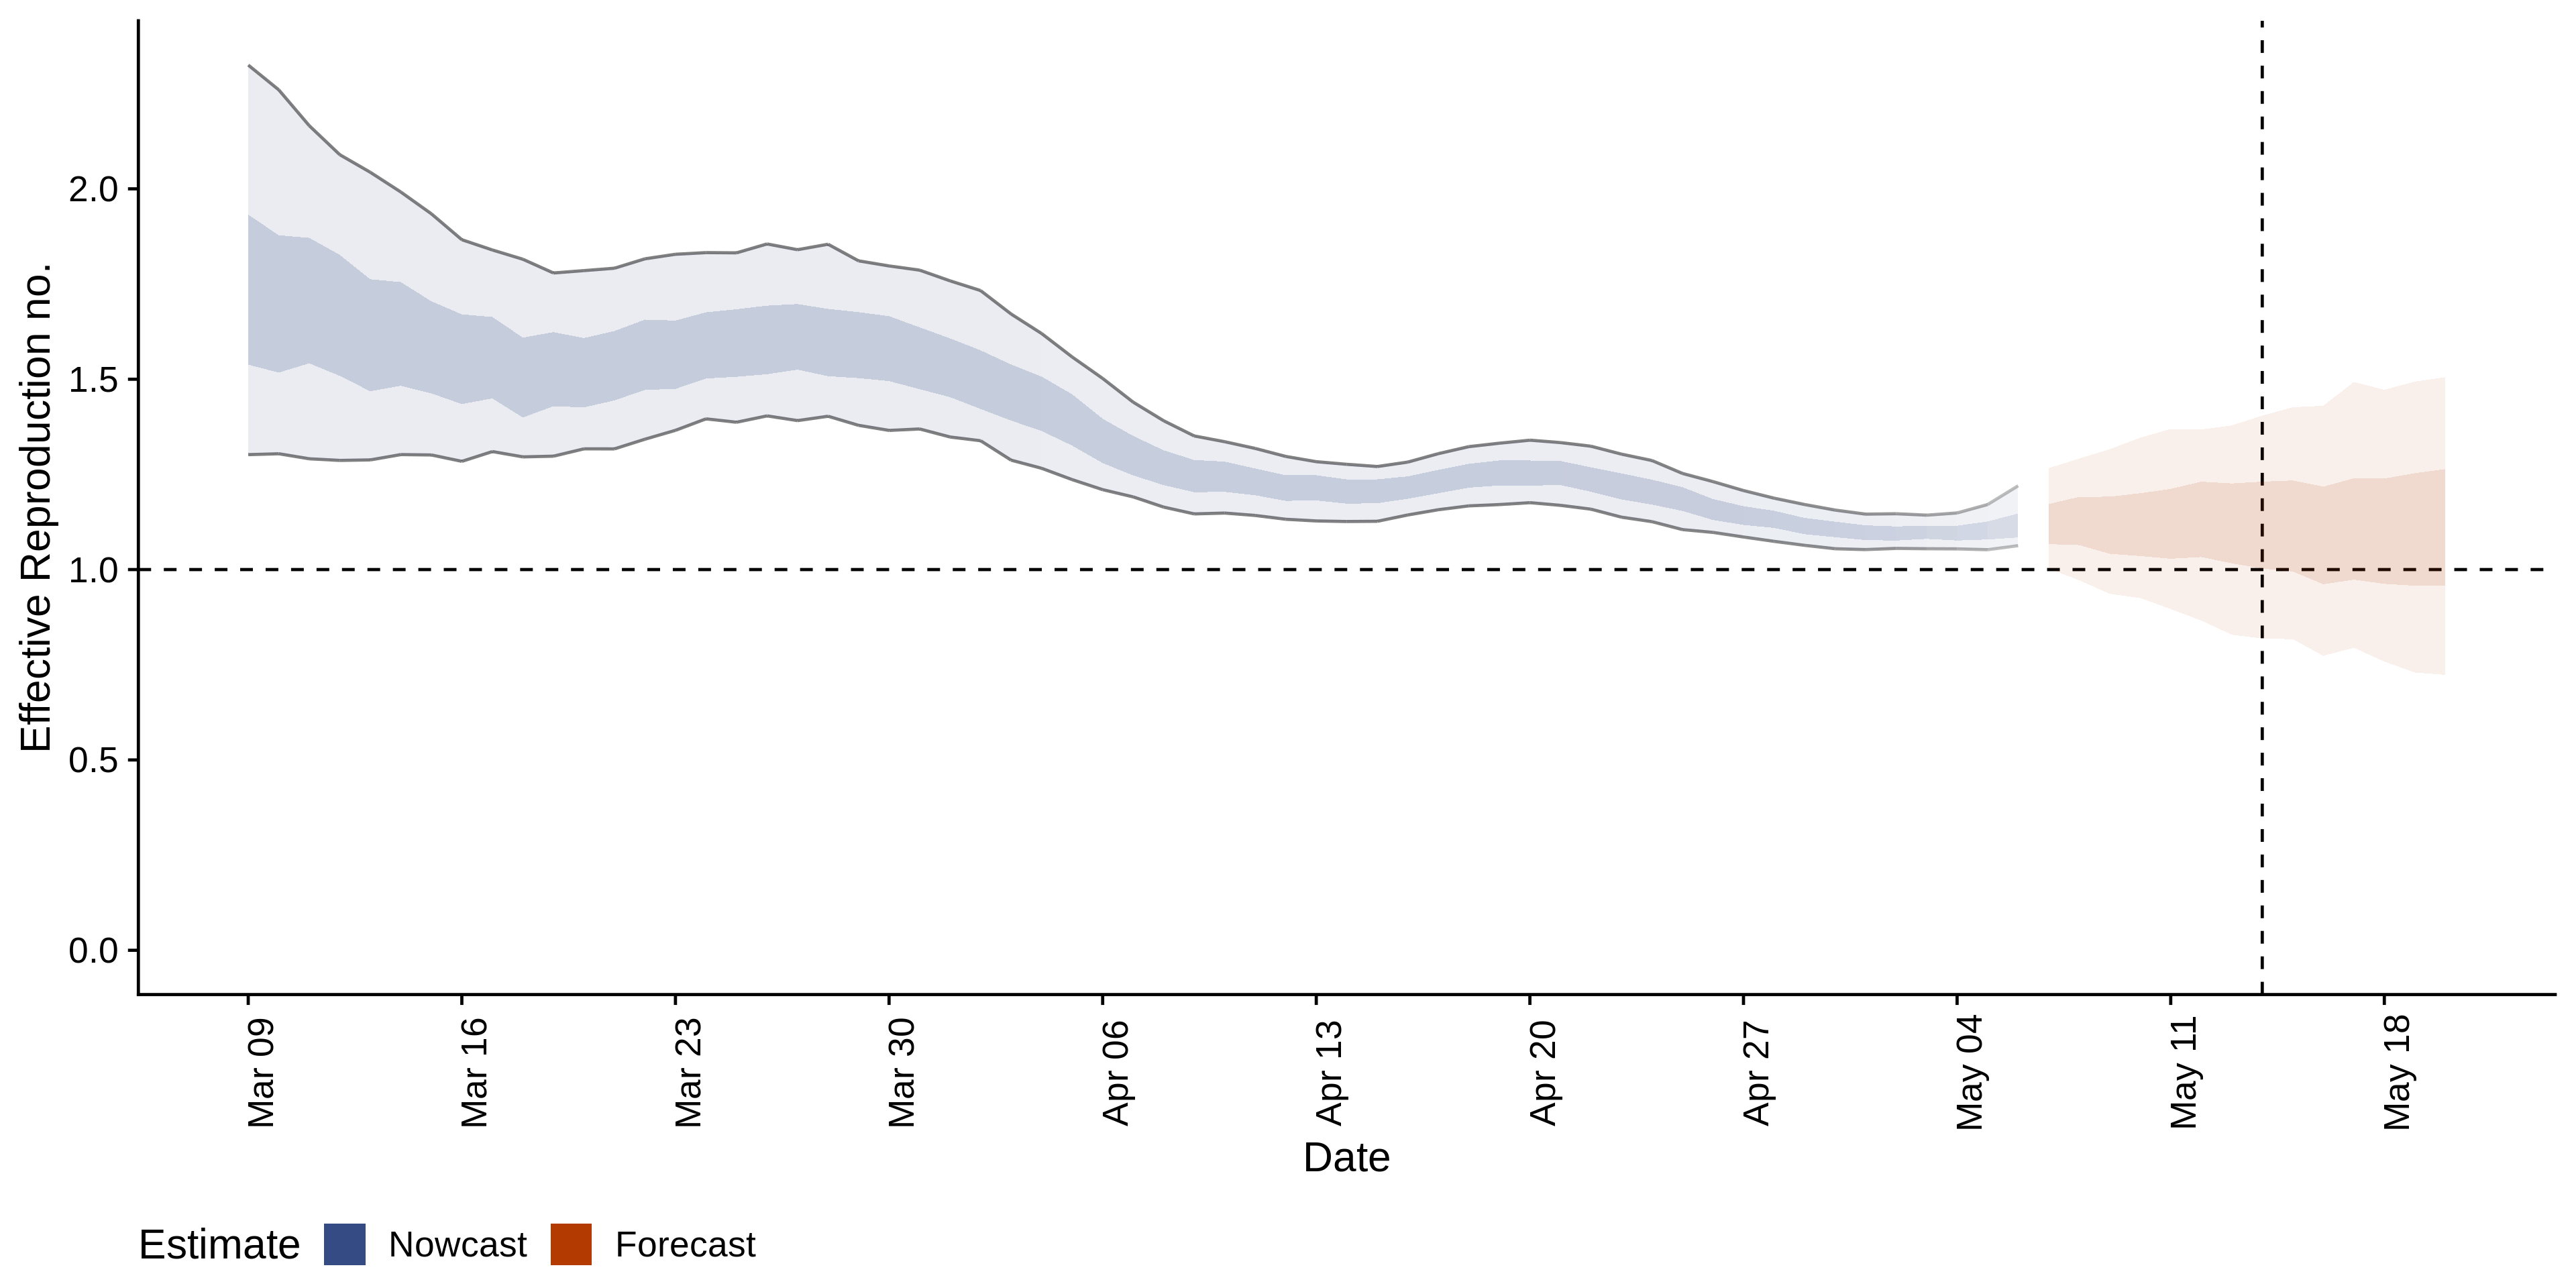 Effective Reproduction no.
2.0
1.5
1.0
0.5
0.0
Mar 09
Mar 16
Mar 23
Mar 30
Apr 06
Apr 13
Apr 20
Apr 27
May 04
May 11
May 18
Date
Estimate Nowcast Forecast